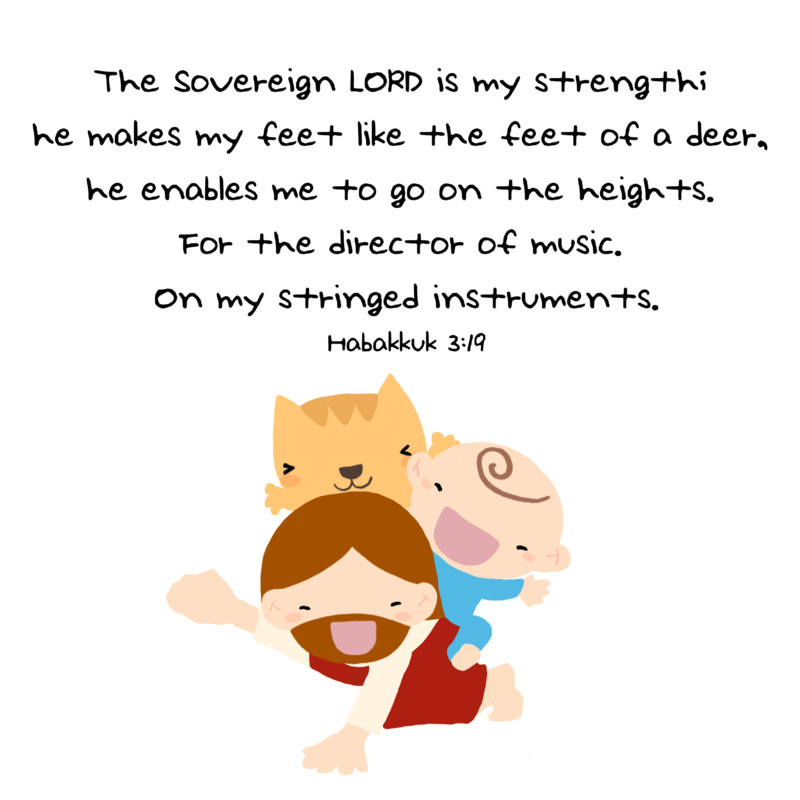 The Sovereign LORD is my strength;
he makes my feet like the feet of a deer,
he enables me to go on the heights.
For the director of music.
On my stringed instruments.
Habakkuk 3:19